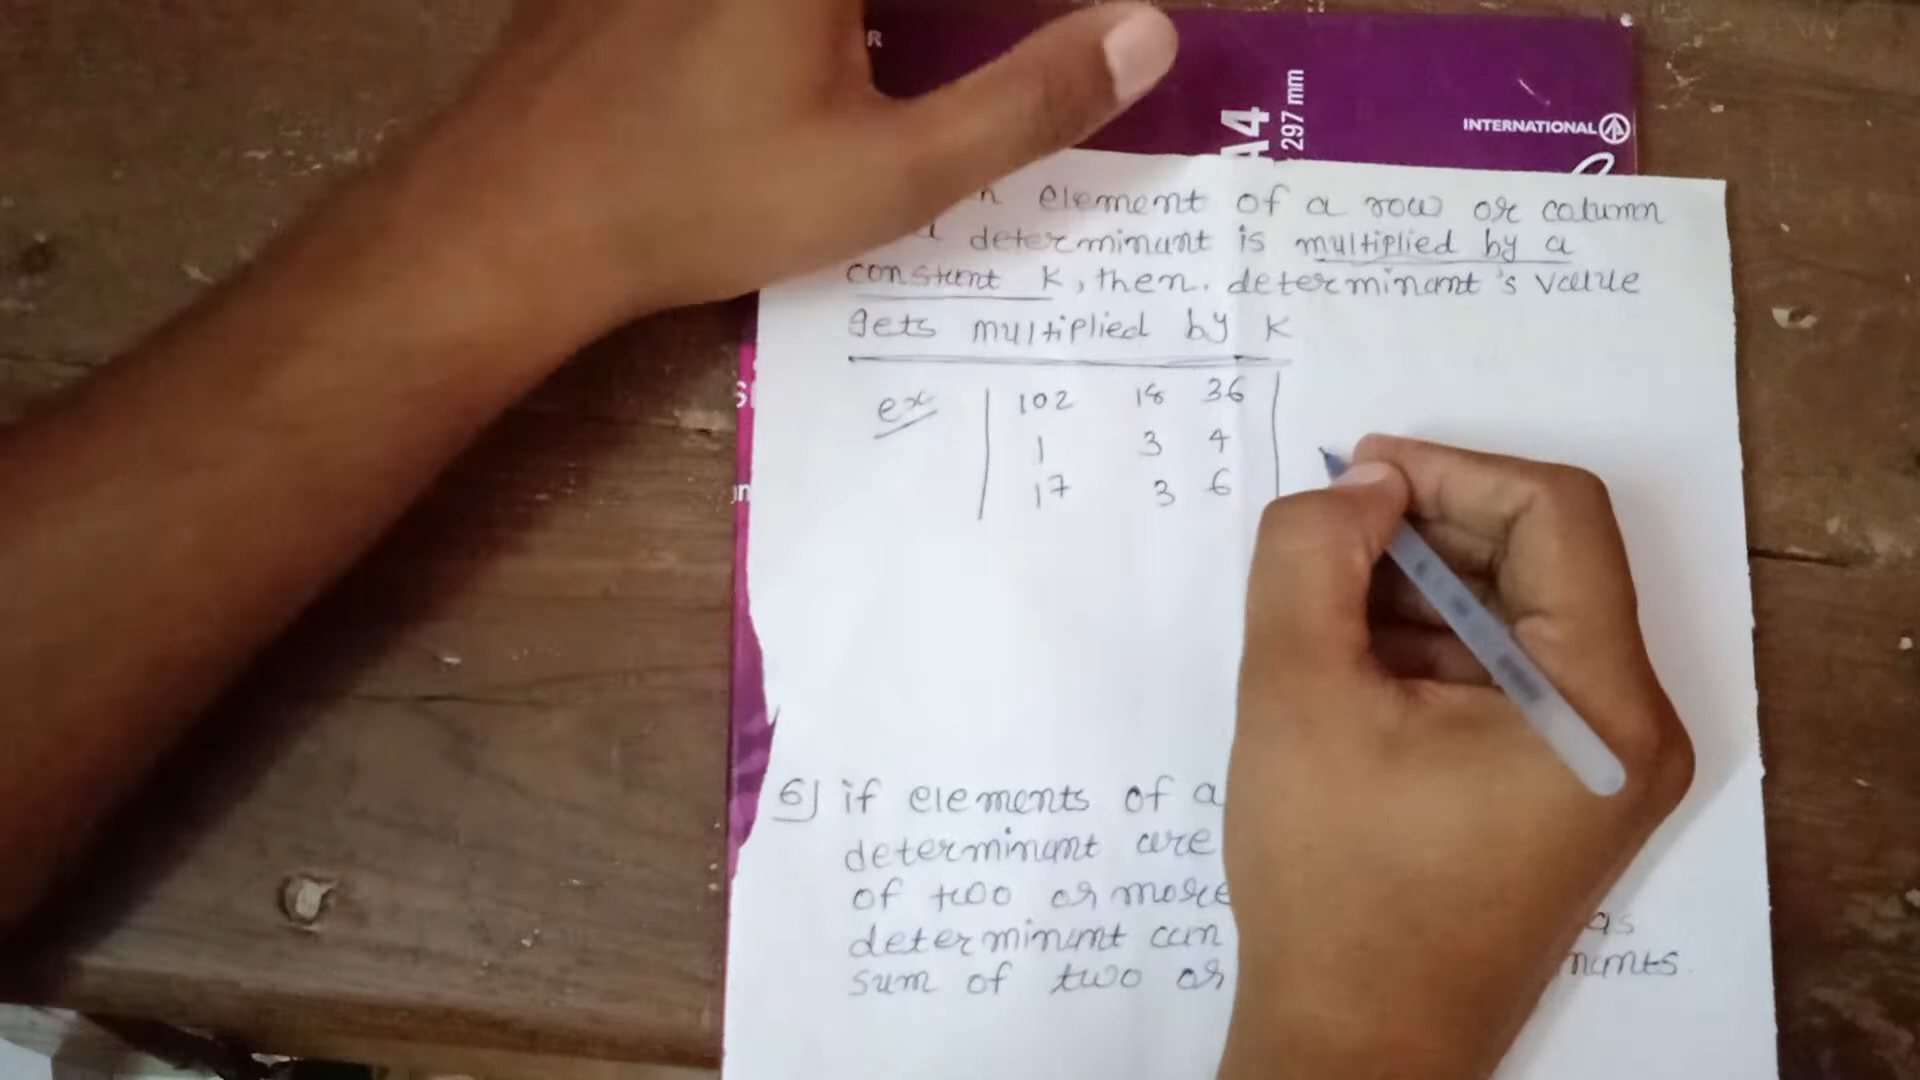 R
A4
297 mm
INTERNATIONAL
n element of a row or column
determinant is multiplied by a
constant K, then. determinant's value
gets multiplied by K
ex
102 18 36
1 3 4
17 3 6
6) if elements of a
determinant are
of two or more as
determinant can
sum of two or